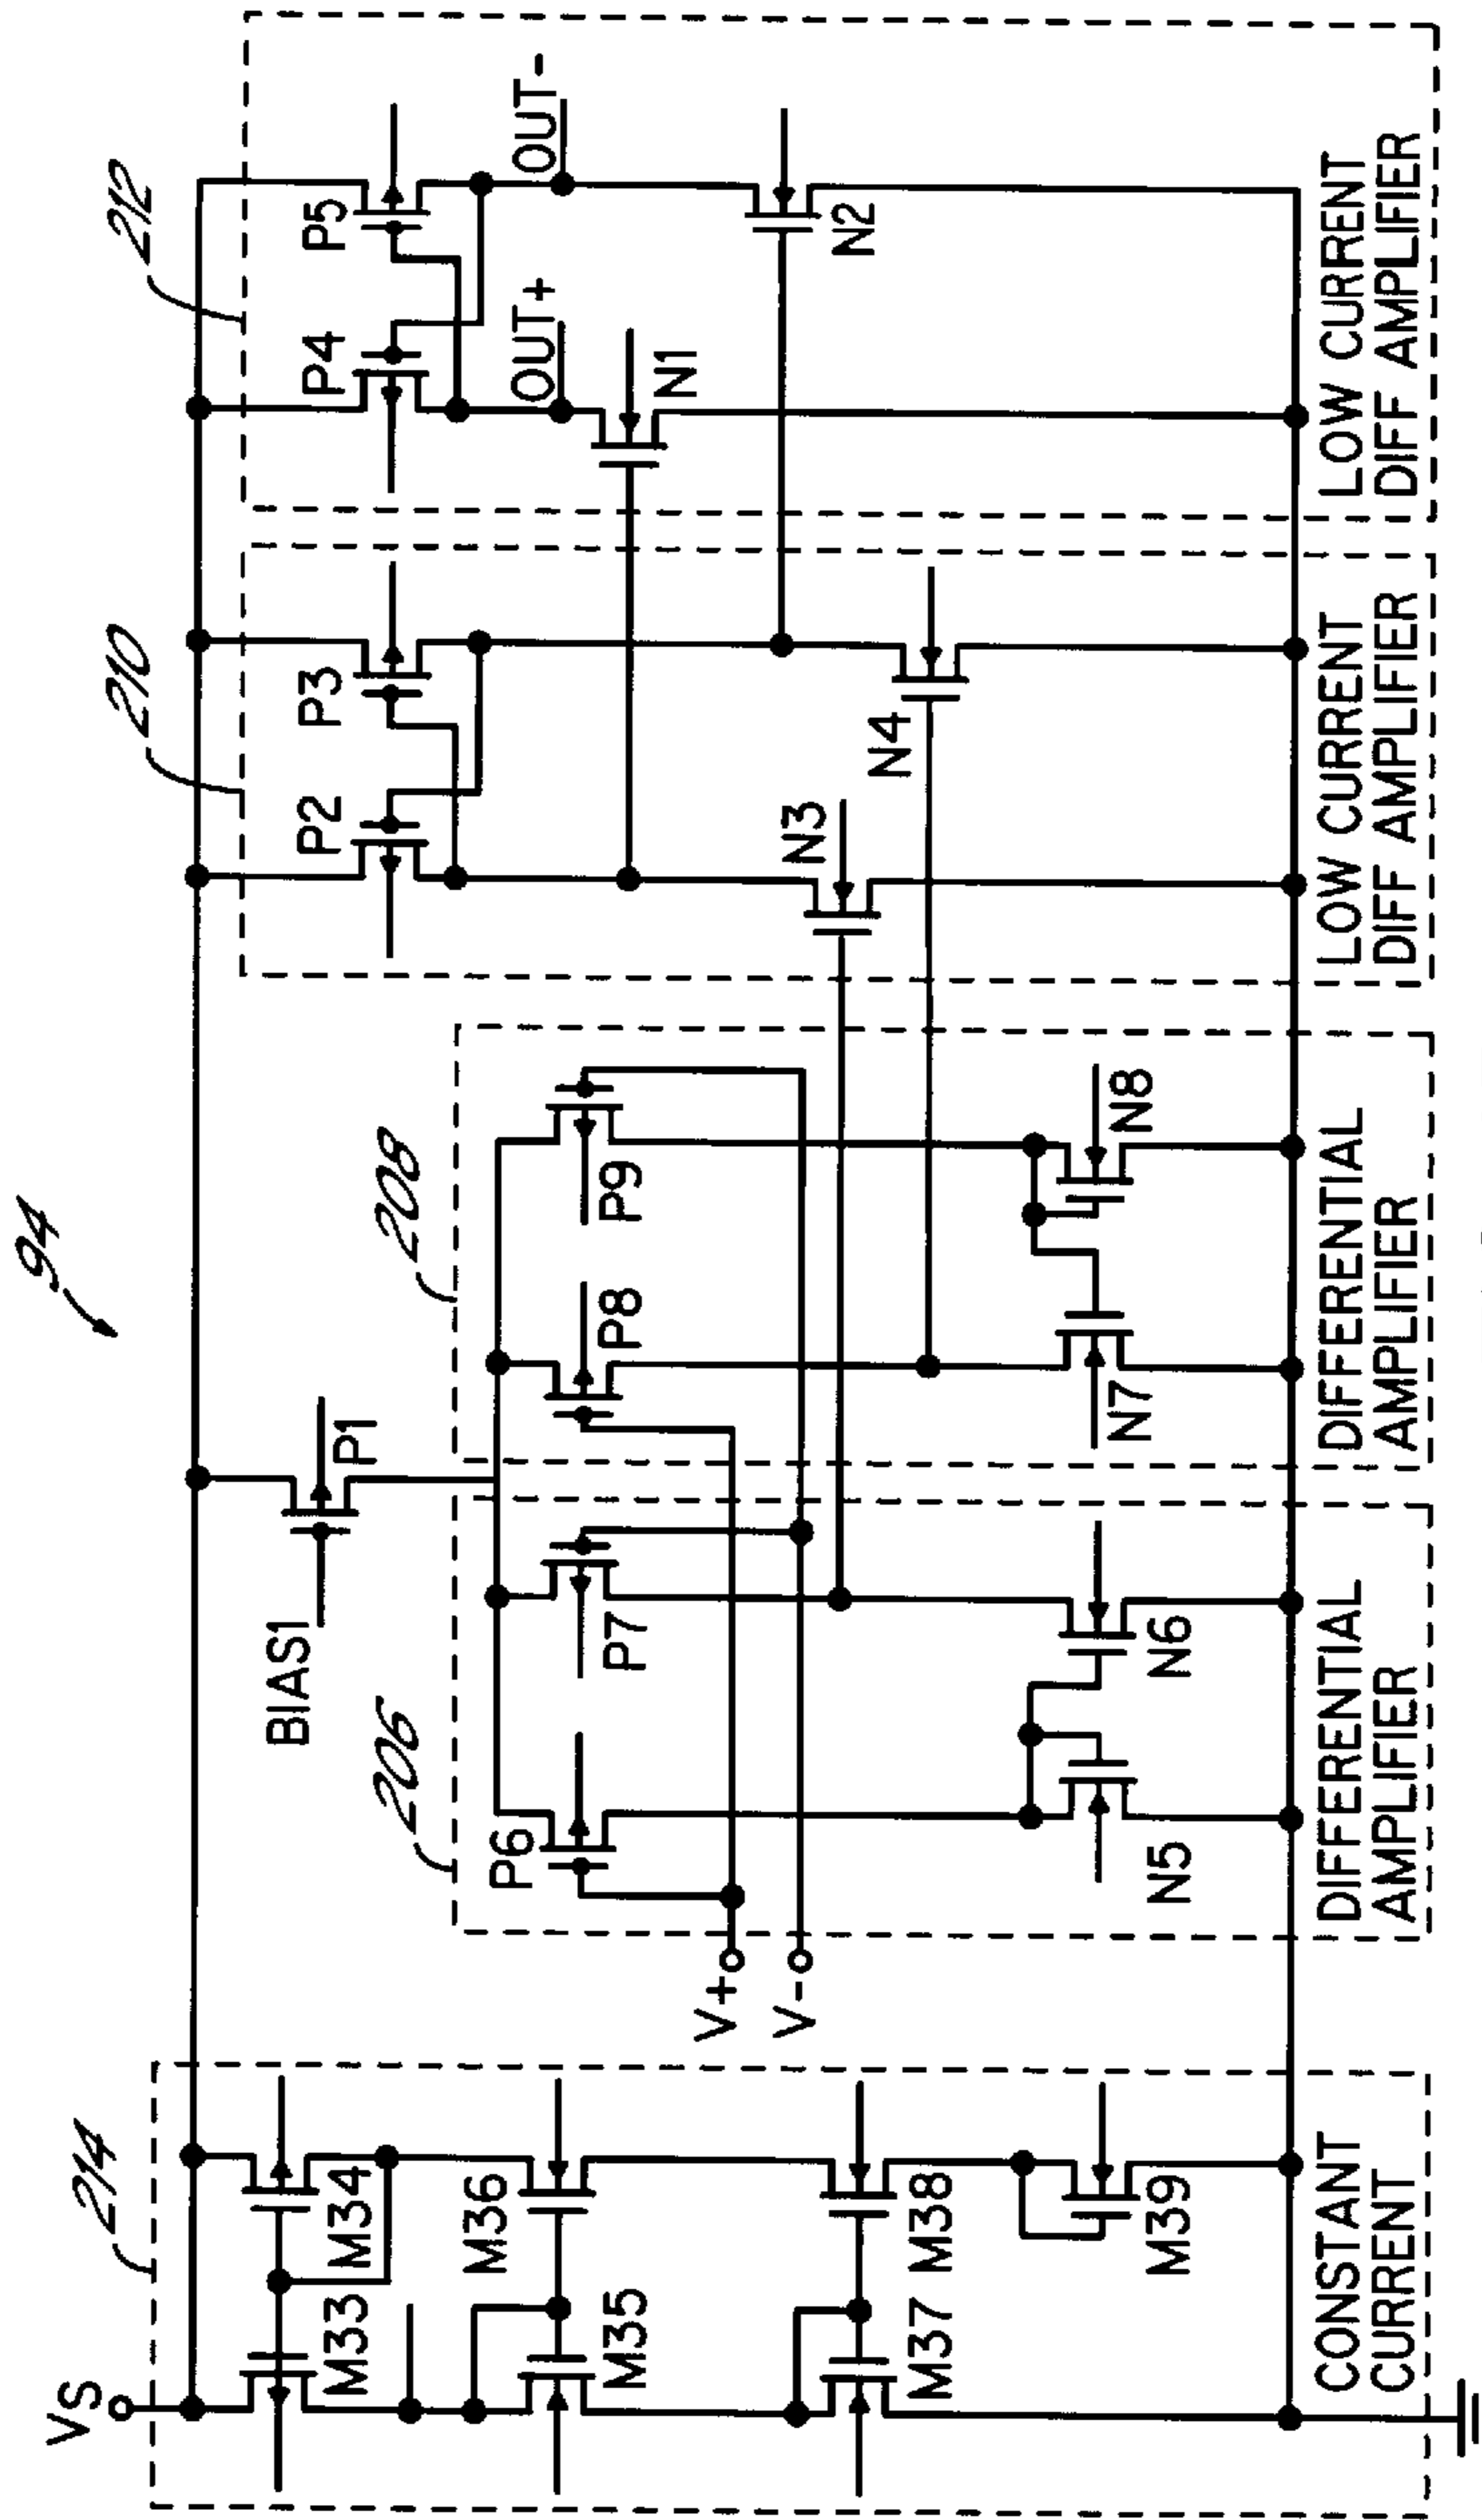 94
214
VS
M33
M34
M35
M36
M37
M38
M39
CONSTANT
CURRENT
V+
V-
BIAS1
P1
206
P6
P7
N5
N6
DIFFERENTIAL
AMPLIFIER
208
P8
P9
N7
N8
DIFFERENTIAL
AMPLIFIER
210
P2
P3
N3
N4
LOW CURRENT
DIFF AMPLIFIER
212
P4
P5
OUT+
OUT-
N1
N2
LOW CURRENT
DIFF AMPLIFIER